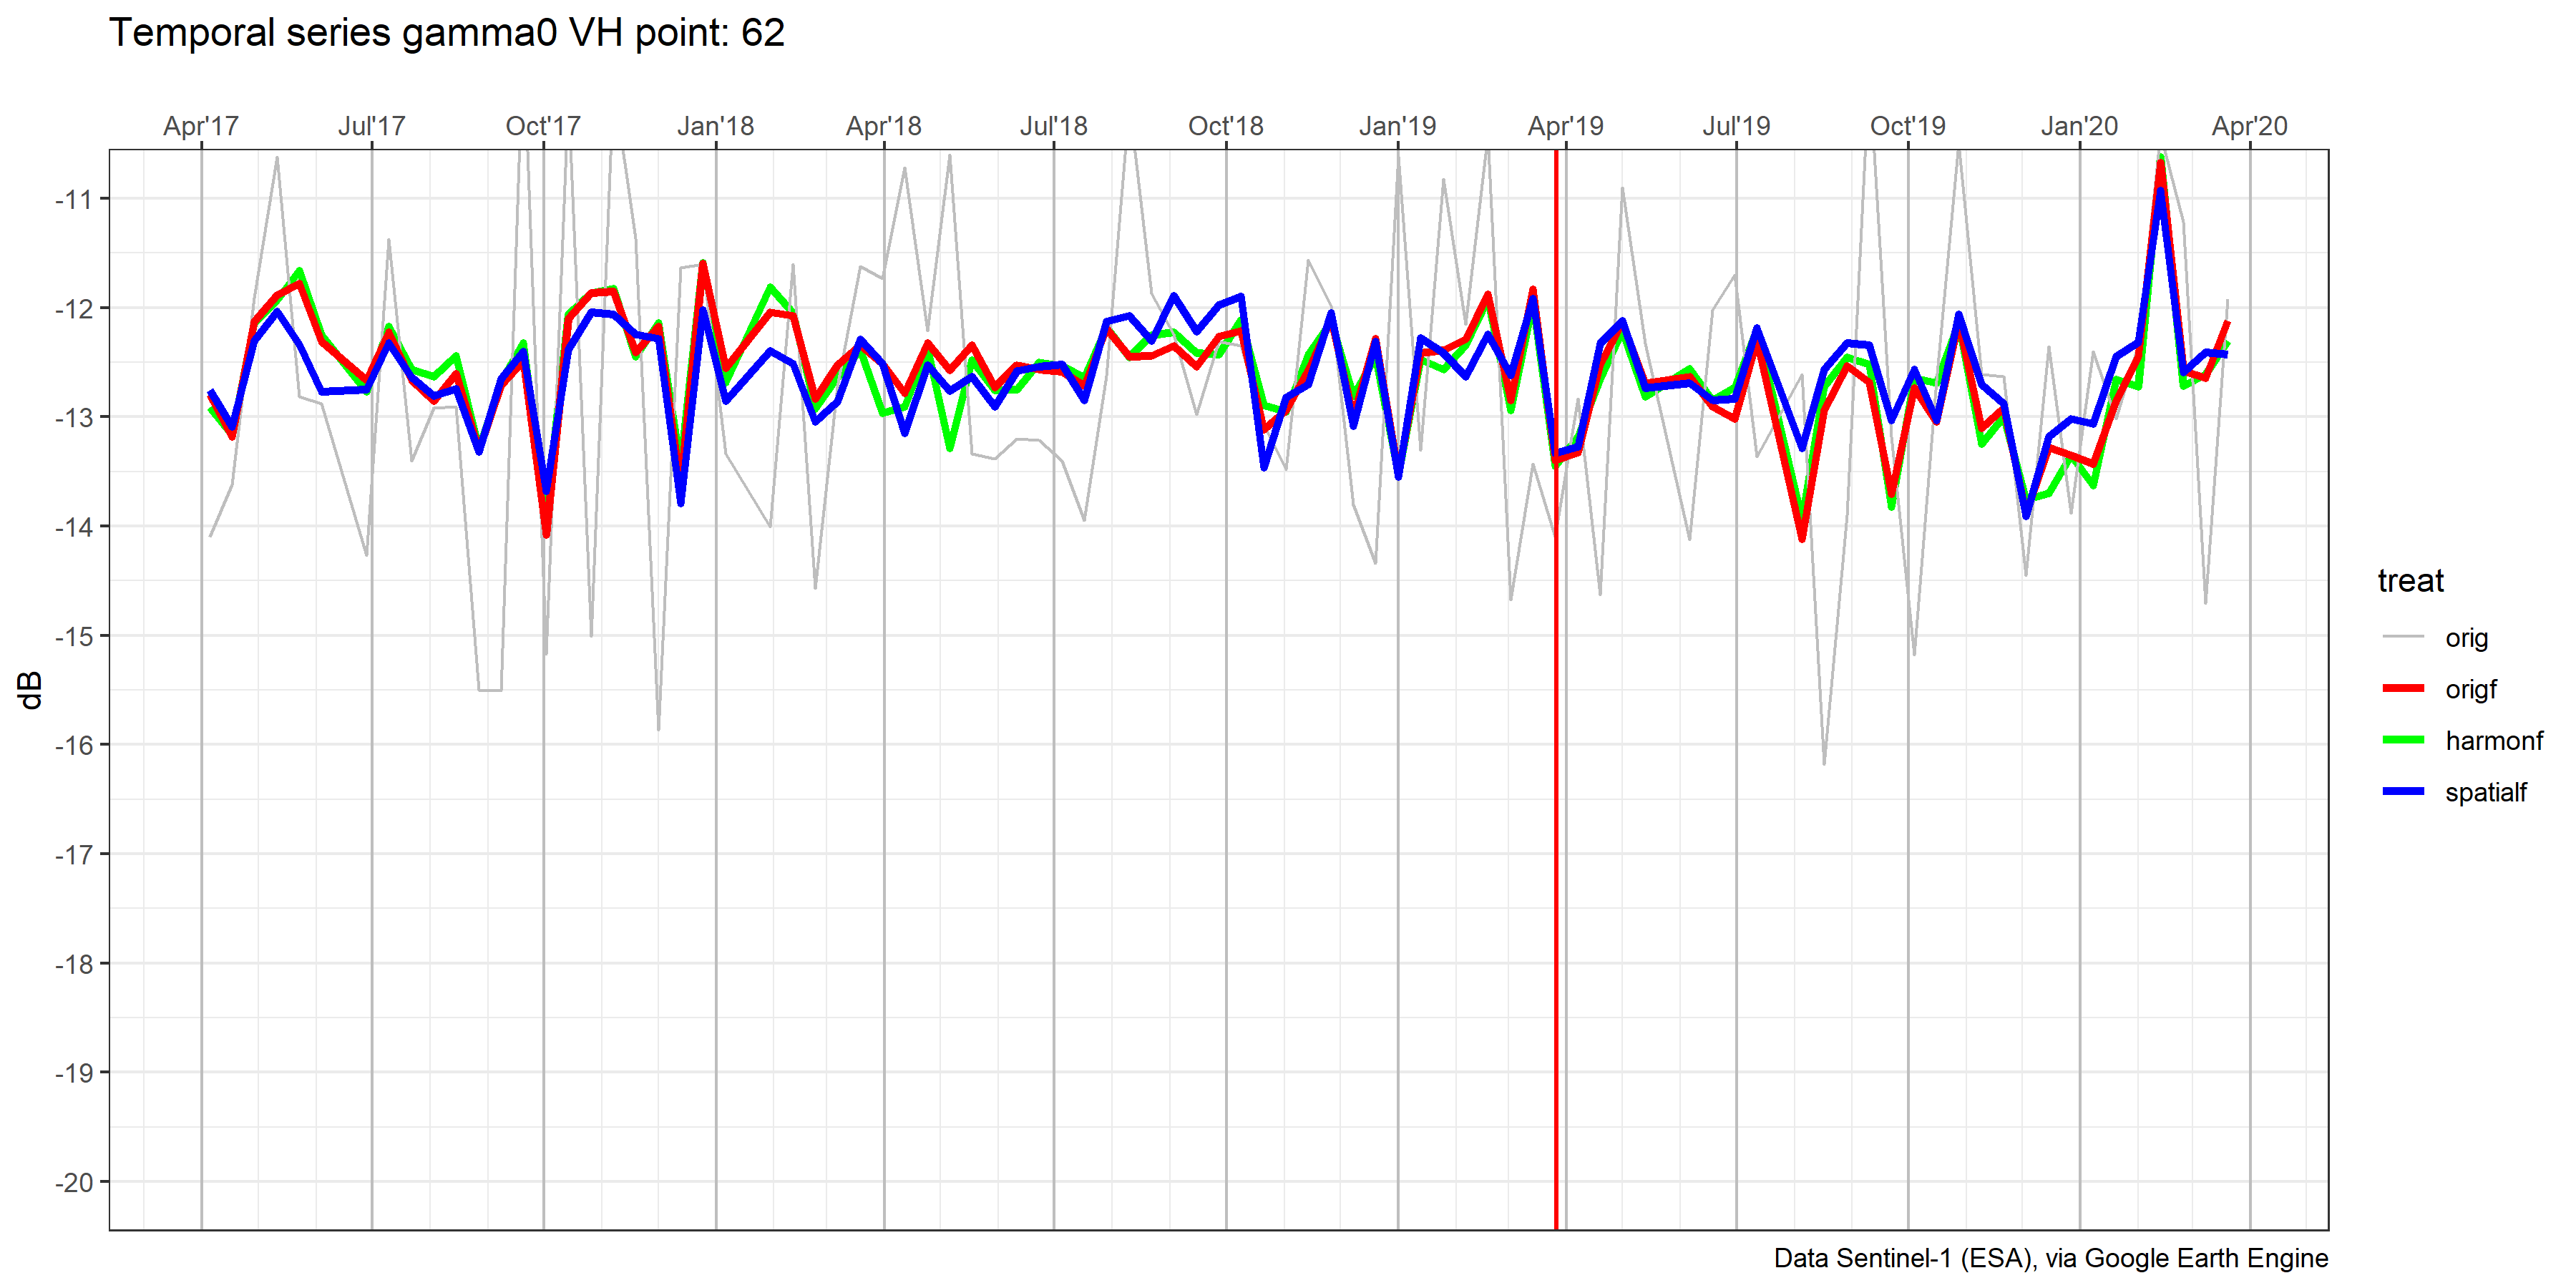 Temporal series gamma0 VH point: 62
Apr'17 Jul'17 Oct'17 Jan'18 Apr'18 Jul'18 Oct'18 Jan'19 Apr'19 Jul'19 Oct'19 Jan'20 Apr'20
-11
-12
-13
-14
-15
-16
-17
-18
-19
-20
dB
treat
orig
origf
harmonf
spatialf
Data Sentinel-1 (ESA), via Google Earth Engine